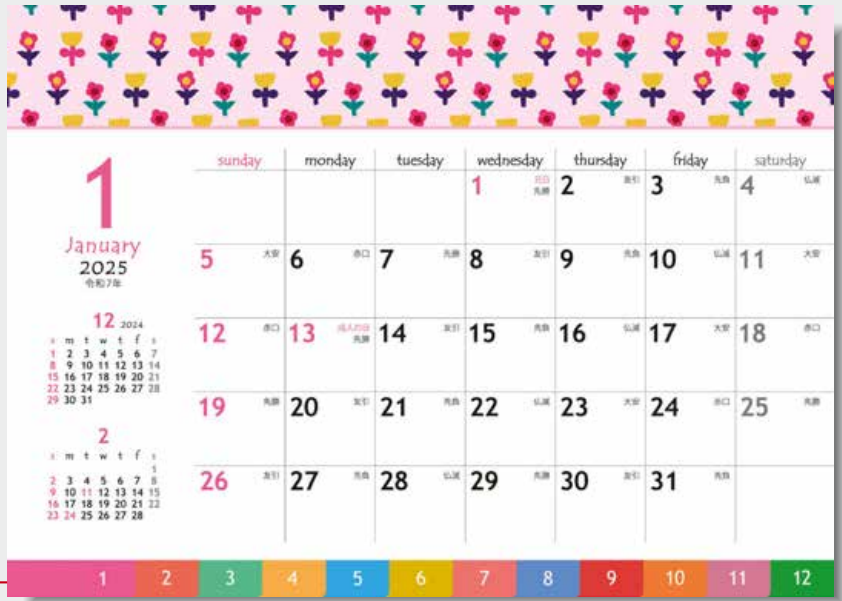 1
January
2025
令和7年
12 2024
s m t w t f s
1 2 3 4 5 6 7
8 9 10 11 12 13 14
15 16 17 18 19 20 21
22 23 24 25 26 27 28
29 30 31
2
s m t w t f s
1
2 3 4 5 6 7 8
9 10 11 12 13 14 15
16 17 18 19 20 21 22
23 24 25 26 27 28
sunday monday tuesday wednesday thursday friday saturday
1 元日 先勝 2 友引 3 先負 4 仏滅
5 大安 6 赤口 7 先勝 8 友引 9 先負 10 仏滅 11 大安
12 赤口 13 成人の日 先勝 14 友引 15 先負 16 仏滅 17 大安 18 赤口
19 先勝 20 友引 21 先負 22 仏滅 23 大安 24 赤口 25 先勝
26 友引 27 先負 28 仏滅 29 先勝 30 友引 31 先負
1 2 3 4 5 6 7 8 9 10 11 12